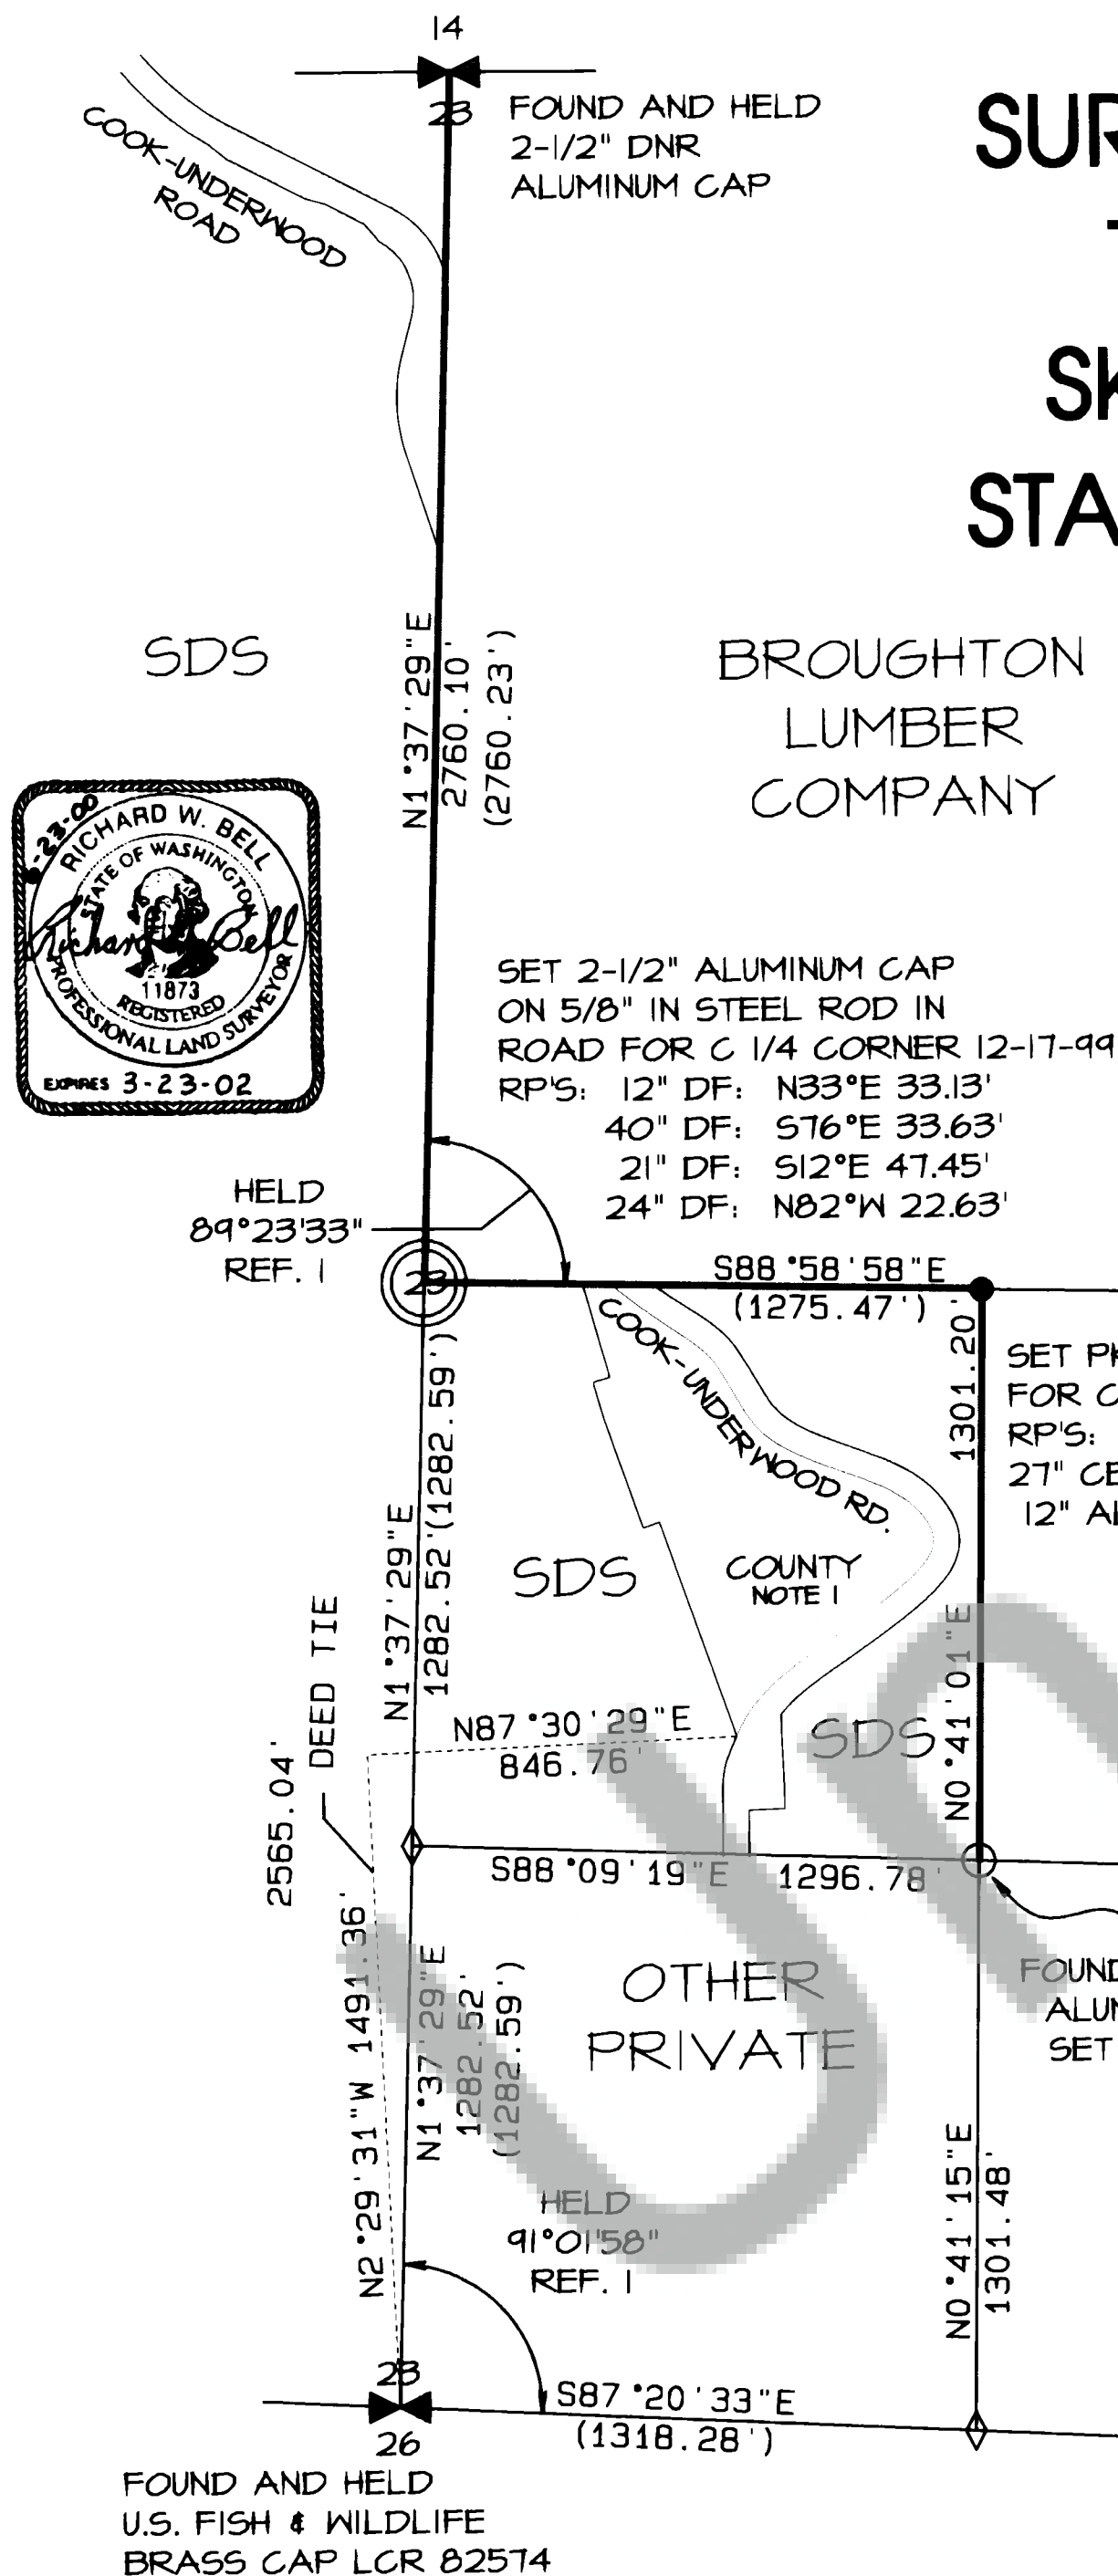 14
23
FOUND AND HELD
2-1/2" DNR
ALUMINUM CAP
COOK-UNDERWOOD
ROAD
SUR
SK
STA
SDS
BROUGHTON
LUMBER
COMPANY
N1°37'29"E
2760.10'
(2760.23')
RICHARD W. BELL
STATE OF WASHINGTON
Richard W Bell
11873
REGISTERED
PROFESSIONAL LAND SURVEYOR
EXPIRES 3-23-02
SET 2-1/2" ALUMINUM CAP
ON 5/8" IN STEEL ROD IN
ROAD FOR C 1/4 CORNER 12-17-99
RP'S: 12" DF: N33°E 33.13'
40" DF: S76°E 33.63'
21" DF: S12°E 47.45'
24" DF: N82°W 22.63'
HELD
89°23'33"
REF. 1
23
S88°58'58"E
(1275.47')
COOK-UNDERWOOD RD.
1301.20'
N0°41'01"E
SET PK
FOR C
RP'S:
27" CE
12" AL
N1°37'29"E
1282.52'(1282.59')
SDS
COUNTY
NOTE 1
DEED TIE
2565.04'
N87°30'29"E
846.76'
SDS
S88°09'19"E 1296.78'
N2°29'31"W 1491.36'
N1°37'29"E
1282.52'
(1282.59')
OTHER
PRIVATE
FOUND
ALUM
SET
N0°41'15"E
1301.48'
HELD
91°01'58"
REF. 1
23
26
S87°20'33"E
(1318.28')
FOUND AND HELD
U.S. FISH & WILDLIFE
BRASS CAP LCR 82574